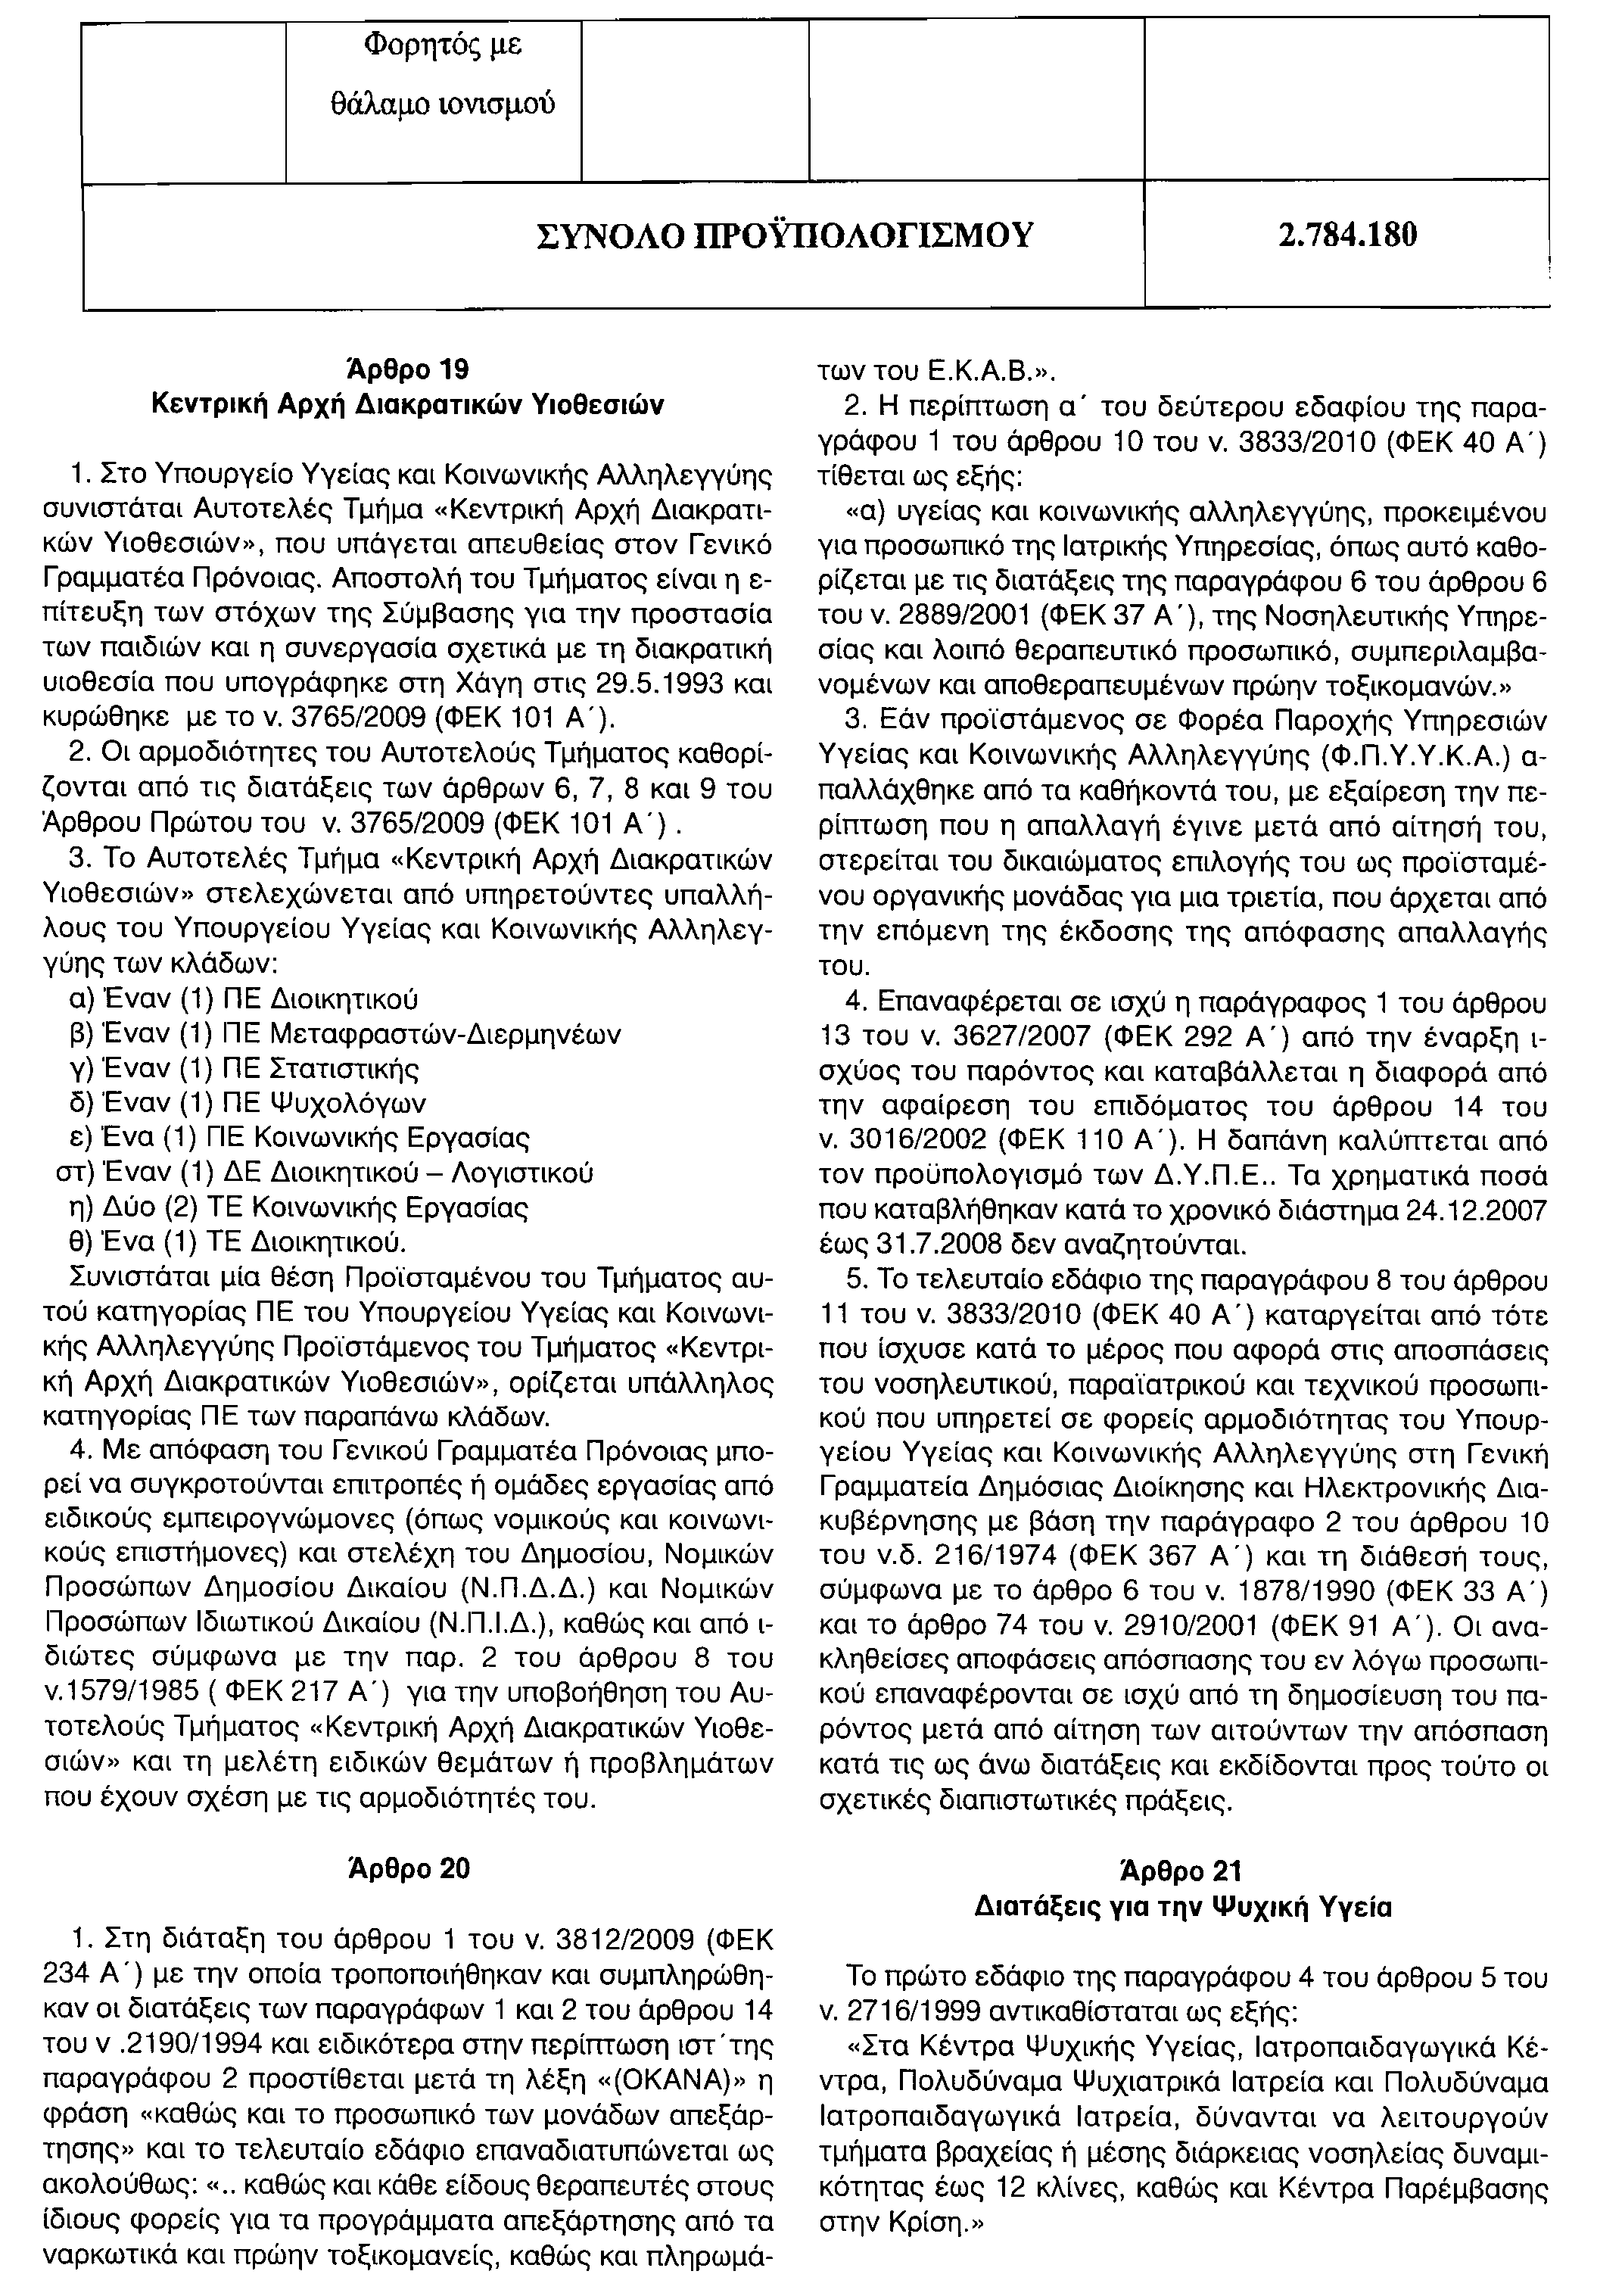 Φορητός με
θάλαμο ιονισμού
ΣΥΝΟΛΟ ΠΡΟΫΠΟΛΟΓΙΣΜΟΥ 2.784.180
Άρθρο 19
Κεντρική Αρχή Διακρατικών Υιοθεσιών
1. Στο Υπουργείο Υγείας και Κοινωνικής Αλληλεγγύης
συνιστάται Αυτοτελές Τμήμα «Κεντρική Αρχή Διακρατι-
κών Υιοθεσιών», που υπάγεται απευθείας στον Γενικό
Γραμματέα Πρόνοιας. Αποστολή του Τμήματος είναι η ε-
πίτευξη των στόχων της Σύμβασης για την προστασία
των παιδιών και η συνεργασία σχετικά με τη διακρατική
υιοθεσία που υπογράφηκε στη Χάγη στις 29.5.1993 και
κυρώθηκε με το ν. 3765/2009 (ΦΕΚ 101 Α΄).
2. Οι αρμοδιότητες του Αυτοτελούς Τμήματος καθορί-
ζονται από τις διατάξεις των άρθρων 6, 7, 8 και 9 του
Άρθρου Πρώτου του ν. 3765/2009 (ΦΕΚ 101 Α΄) .
3. Το Αυτοτελές Τμήμα «Κεντρική Αρχή Διακρατικών
Υιοθεσιών» στελεχώνεται από υπηρετούντες υπαλλή-
λους του Υπουργείου Υγείας και Κοινωνικής Αλληλεγ-
γύης των κλάδων:
α) Έναν (1) ΠΕ Διοικητικού
β) Έναν (1) ΠΕ Μεταφραστών-Διερμηνέων
γ) Έναν (1) ΠΕ Στατιστικής
δ) Έναν (1) ΠΕ Ψυχολόγων
ε) Ένα (1) ΠΕ Κοινωνικής Εργασίας
στ) Έναν (1) ΔΕ Διοικητικού – Λογιστικού
η) Δύο (2) ΤΕ Κοινωνικής Εργασίας
θ) Ένα (1) ΤΕ Διοικητικού.
Συνιστάται μία θέση Προϊσταμένου του Τμήματος αυ-
τού κατηγορίας ΠΕ του Υπουργείου Υγείας και Κοινωνι-
κής Αλληλεγγύης Προϊστάμενος του Τμήματος «Κεντρι-
κή Αρχή Διακρατικών Υιοθεσιών», ορίζεται υπάλληλος
κατηγορίας ΠΕ των παραπάνω κλάδων.
4. Με απόφαση του Γενικού Γραμματέα Πρόνοιας μπο-
ρεί να συγκροτούνται επιτροπές ή ομάδες εργασίας από
ειδικούς εμπειρογνώμονες (όπως νομικούς και κοινωνι-
κούς επιστήμονες) και στελέχη του Δημοσίου, Νομικών
Προσώπων Δημοσίου Δικαίου (Ν.Π.Δ.Δ.) και Νομικών
Προσώπων Ιδιωτικού Δικαίου (Ν.Π.Ι.Δ.), καθώς και από ι-
διώτες σύμφωνα με την παρ. 2 του άρθρου 8 του
ν.1579/1985 ( ΦΕΚ 217 Α΄) για την υποβοήθηση του Αυ-
τοτελούς Τμήματος «Κεντρική Αρχή Διακρατικών Υιοθε-
σιών» και τη μελέτη ειδικών θεμάτων ή προβλημάτων
που έχουν σχέση με τις αρμοδιότητές του.
Άρθρο 20
1. Στη διάταξη του άρθρου 1 του ν. 3812/2009 (ΦΕΚ
234 Α΄) με την οποία τροποποιήθηκαν και συμπληρώθη-
καν οι διατάξεις των παραγράφων 1 και 2 του άρθρου 14
του ν .2190/1994 και ειδικότερα στην περίπτωση ιστ΄της
παραγράφου 2 προστίθεται μετά τη λέξη «(ΟΚΑΝΑ)» η
φράση «καθώς και το προσωπικό των μονάδων απεξάρ-
τησης» και το τελευταίο εδάφιο επαναδιατυπώνεται ως
ακολούθως: «.. καθώς και κάθε είδους θεραπευτές στους
ίδιους φορείς για τα προγράμματα απεξάρτησης από τα
ναρκωτικά και πρώην τοξικομανείς, καθώς και πληρωμά-
των του Ε.Κ.Α.Β.».
2. Η περίπτωση α΄ του δεύτερου εδαφίου της παρα-
γράφου 1 του άρθρου 10 του ν. 3833/2010 (ΦΕΚ 40 Α΄)
τίθεται ως εξής:
«α) υγείας και κοινωνικής αλληλεγγύης, προκειμένου
για προσωπικό της Ιατρικής Υπηρεσίας, όπως αυτό καθο-
ρίζεται με τις διατάξεις της παραγράφου 6 του άρθρου 6
του ν. 2889/2001 (ΦΕΚ 37 Α΄), της Νοσηλευτικής Υπηρε-
σίας και λοιπό θεραπευτικό προσωπικό, συμπεριλαμβα-
νομένων και αποθεραπευμένων πρώην τοξικομανών.»
3. Εάν προϊστάμενος σε Φορέα Παροχής Υπηρεσιών
Υγείας και Κοινωνικής Αλληλεγγύης (Φ.Π.Υ.Υ.Κ.Α.) α-
παλλάχθηκε από τα καθήκοντά του, με εξαίρεση την πε-
ρίπτωση που η απαλλαγή έγινε μετά από αίτησή του,
στερείται του δικαιώματος επιλογής του ως προϊσταμέ-
νου οργανικής μονάδας για μια τριετία, που άρχεται από
την επόμενη της έκδοσης της απόφασης απαλλαγής
του.
4. Επαναφέρεται σε ισχύ η παράγραφος 1 του άρθρου
13 του ν. 3627/2007 (ΦΕΚ 292 Α΄) από την έναρξη ι-
σχύος του παρόντος και καταβάλλεται η διαφορά από
την αφαίρεση του επιδόματος του άρθρου 14 του
ν. 3016/2002 (ΦΕΚ 110 Α΄). Η δαπάνη καλύπτεται από
τον προϋπολογισμό των Δ.Υ.Π.Ε.. Τα χρηματικά ποσά
που καταβλήθηκαν κατά το χρονικό διάστημα 24.12.2007
έως 31.7.2008 δεν αναζητούνται.
5. Το τελευταίο εδάφιο της παραγράφου 8 του άρθρου
11 του ν. 3833/2010 (ΦΕΚ 40 Α΄) καταργείται από τότε
που ίσχυσε κατά το μέρος που αφορά στις αποσπάσεις
του νοσηλευτικού, παραϊατρικού και τεχνικού προσωπι-
κού που υπηρετεί σε φορείς αρμοδιότητας του Υπουρ-
γείου Υγείας και Κοινωνικής Αλληλεγγύης στη Γενική
Γραμματεία Δημόσιας Διοίκησης και Ηλεκτρονικής Δια-
κυβέρνησης με βάση την παράγραφο 2 του άρθρου 10
του ν.δ. 216/1974 (ΦΕΚ 367 Α΄) και τη διάθεσή τους,
σύμφωνα με το άρθρο 6 του ν. 1878/1990 (ΦΕΚ 33 Α΄)
και το άρθρο 74 του ν. 2910/2001 (ΦΕΚ 91 Α΄). Οι ανα-
κληθείσες αποφάσεις απόσπασης του εν λόγω προσωπι-
κού επαναφέρονται σε ισχύ από τη δημοσίευση του πα-
ρόντος μετά από αίτηση των αιτούντων την απόσπαση
κατά τις ως άνω διατάξεις και εκδίδονται προς τούτο οι
σχετικές διαπιστωτικές πράξεις.
Άρθρο 21
Διατάξεις για την Ψυχική Υγεία
Το πρώτο εδάφιο της παραγράφου 4 του άρθρου 5 του
ν. 2716/1999 αντικαθίσταται ως εξής:
«Στα Κέντρα Ψυχικής Υγείας, Ιατροπαιδαγωγικά Κέ-
ντρα, Πολυδύναμα Ψυχιατρικά Ιατρεία και Πολυδύναμα
Ιατροπαιδαγωγικά Ιατρεία, δύνανται να λειτουργούν
τμήματα βραχείας ή μέσης διάρκειας νοσηλείας δυναμι-
κότητας έως 12 κλίνες, καθώς και Κέντρα Παρέμβασης
στην Κρίση.»